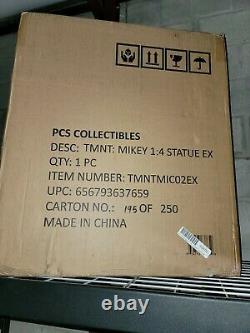 PCS COLLECTIBLES
DESC: TMNT: MIKEY 1:4 STATUE EX
QTY: 1 PC
ITEM NUMBER: TMNTMIC02EX
UPC: 656793637659
CARTON NO.: 195 OF 250
MADE IN CHINA